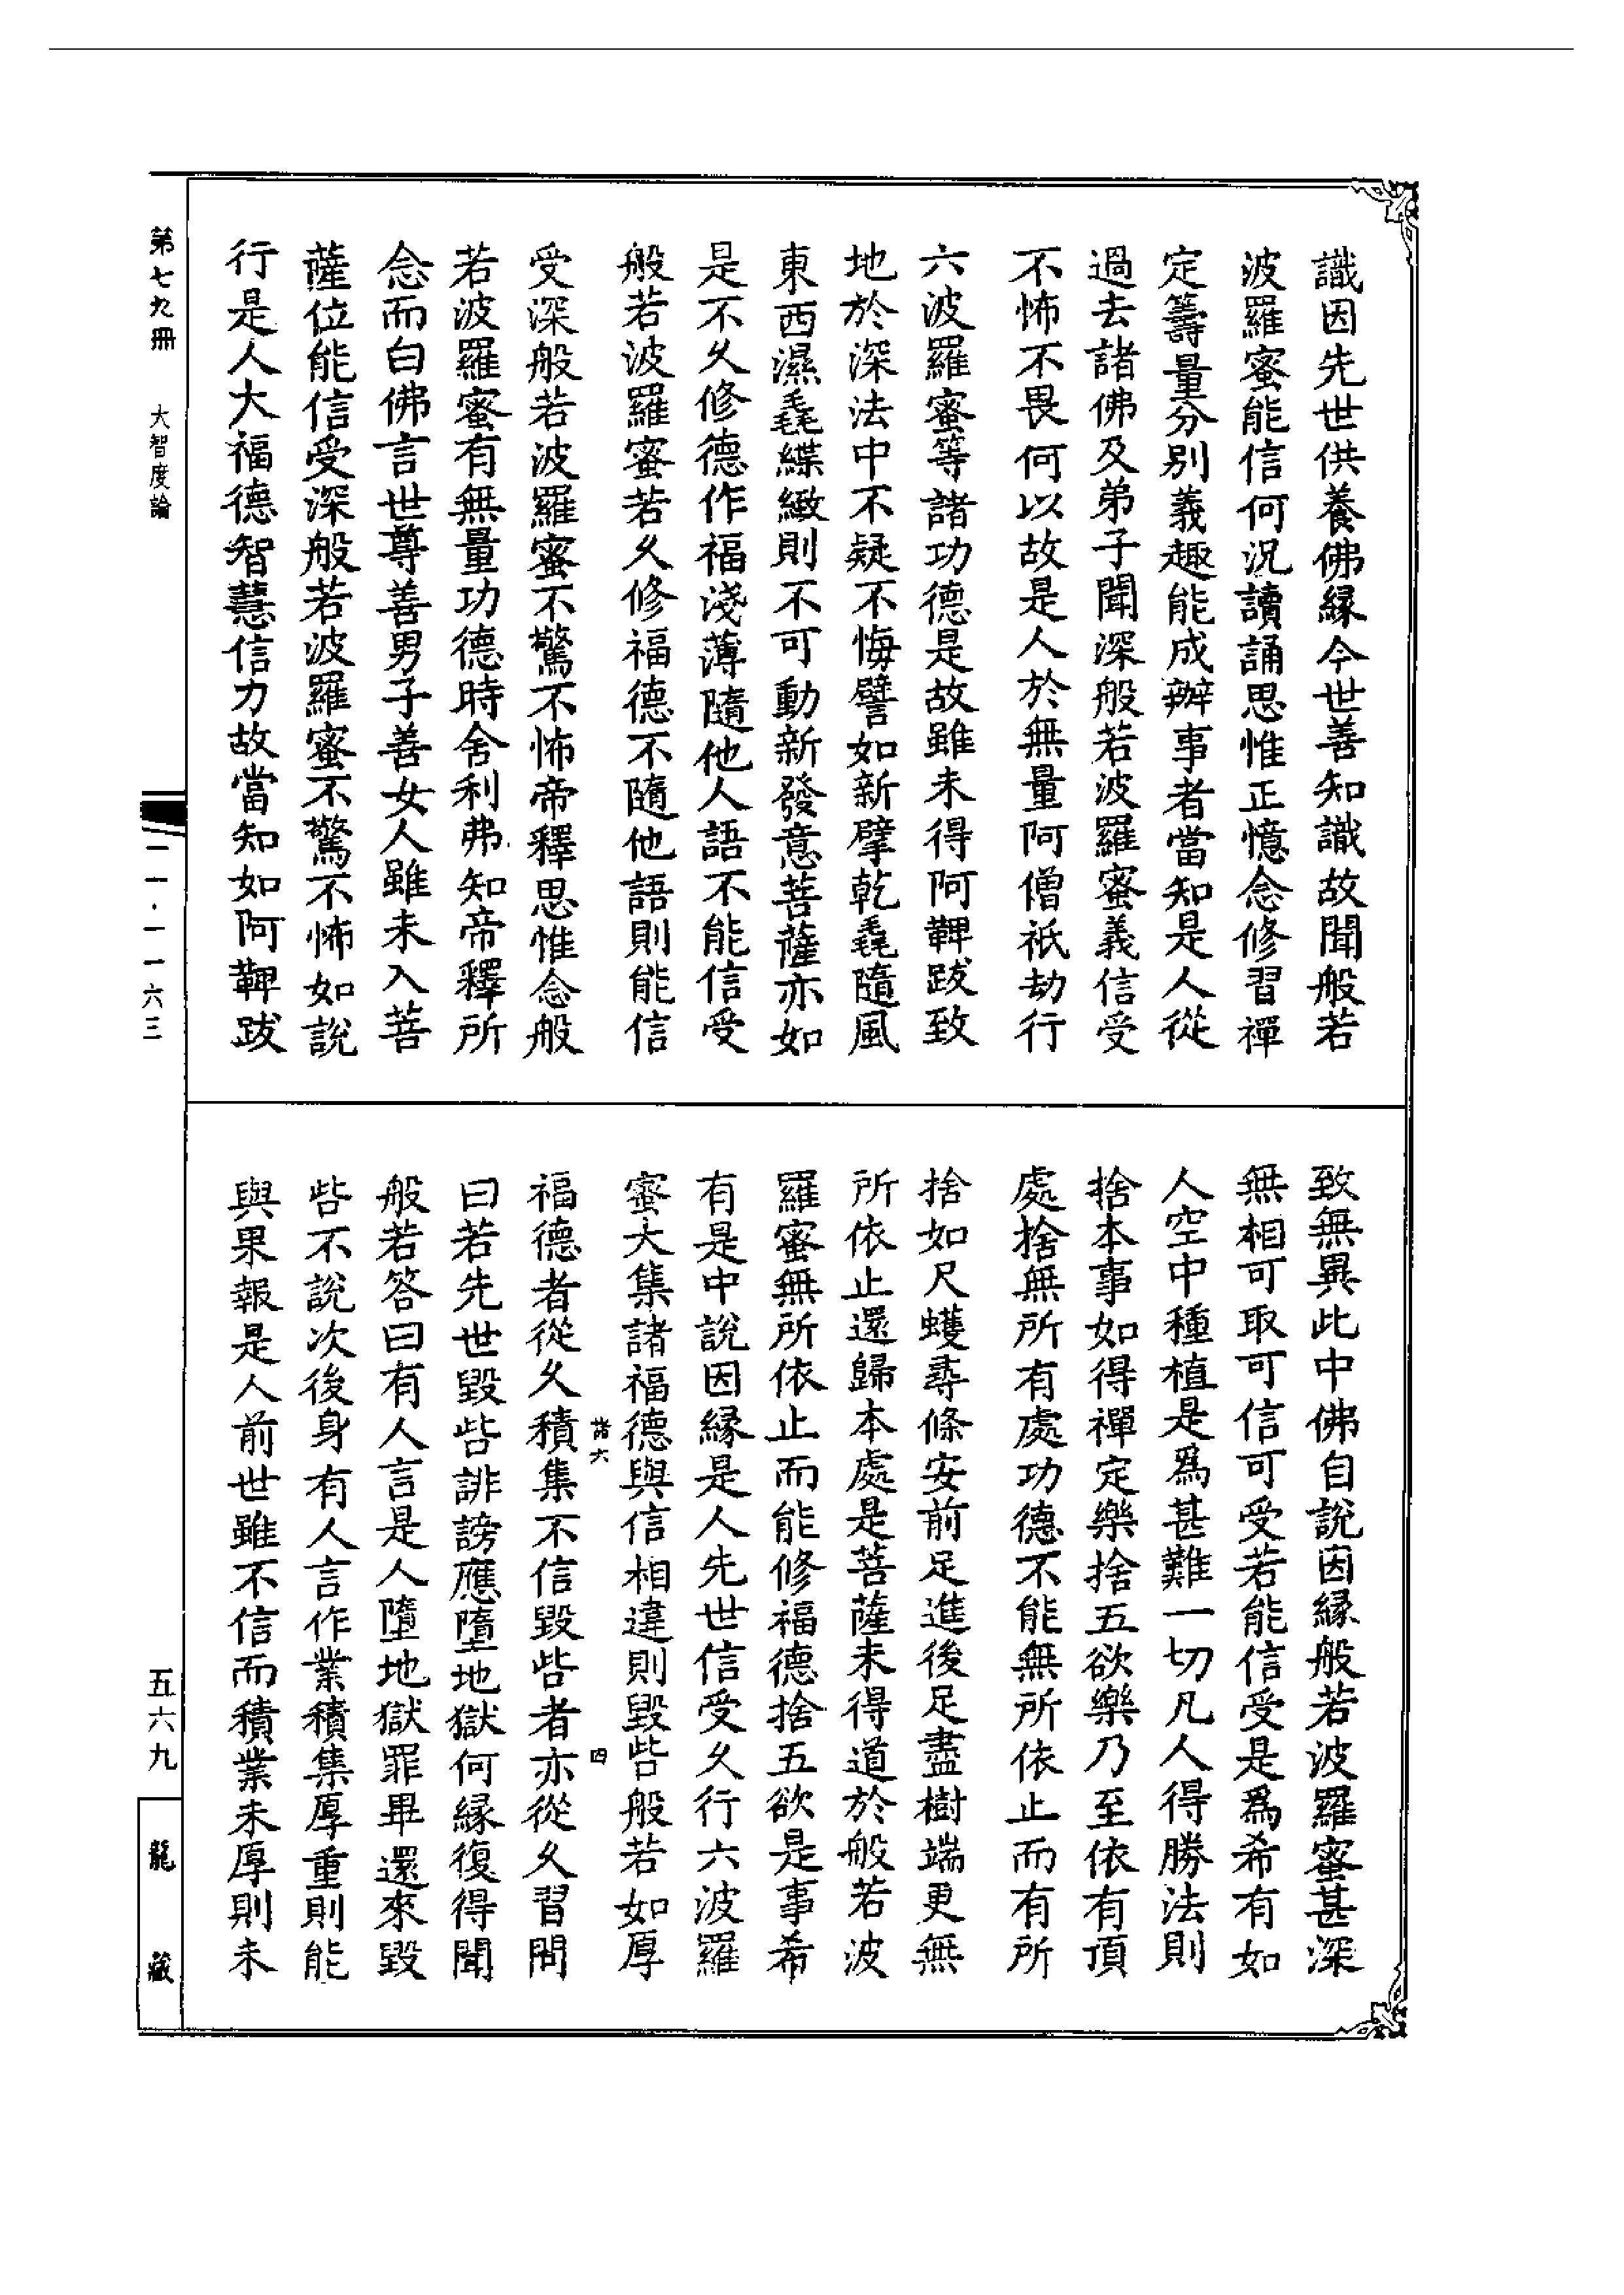 識因先世供養佛縁今世善知識故聞般若
波羅蜜能信何況讀誦思惟正憶念修習禪
定籌量分別義趣能成辦事者當知是人從
過去諸佛及弟子聞深般若波羅蜜義信受
不怖不畏何以故是人於無量阿僧祇劫行
六波羅蜜等諸功德是故雖未得阿鞞跋致
地於深法中不疑不悔譬如新擘乾毳隨風
東西濕毳緤緻則不可動新發意菩薩亦如
是不久修德作福淺薄隨他人語不能信受
般若波羅蜜若久修福德不隨他語則能信
受深般若波羅蜜不驚不怖帝釋思惟念般
若波羅蜜有無量功德時舍利弗知帝釋所
念而白佛言世尊善男子善女人雖未入菩
薩位能信受深般若波羅蜜不驚不怖如說
行是人大福德智慧信力故當知如阿鞞跋
致無異此中佛自說因縁般若波羅蜜甚深
無相可取可信可受若能信受是爲希有如
人空中種植是爲甚難一切凡人得勝法則
捨本事如得禪定樂捨五欲樂乃至依有頂
處捨無所有處功德不能無所依止而有所
捨如尺蠖尋條安前足進後足盡樹端更無
所依止還歸本處是菩薩未得道於般若波
羅蜜無所依止而能修福德捨五欲是事希
有是中說因縁是人先世信受久行六波羅
蜜大集諸福德與信相違則毀呰般若如厚
諸六 四
福德者從久積集不信毀呰者亦從久習問
曰若先世毀呰誹謗應墮地獄何縁復得聞
般若答曰有人言是人墮地獄罪畢還來毀
呰不說次後身有人言作業積集厚重則能
與果報是人前世雖不信而積業未厚則未
第七九冊 大智度論 一一·一一六三 五六九 龍藏